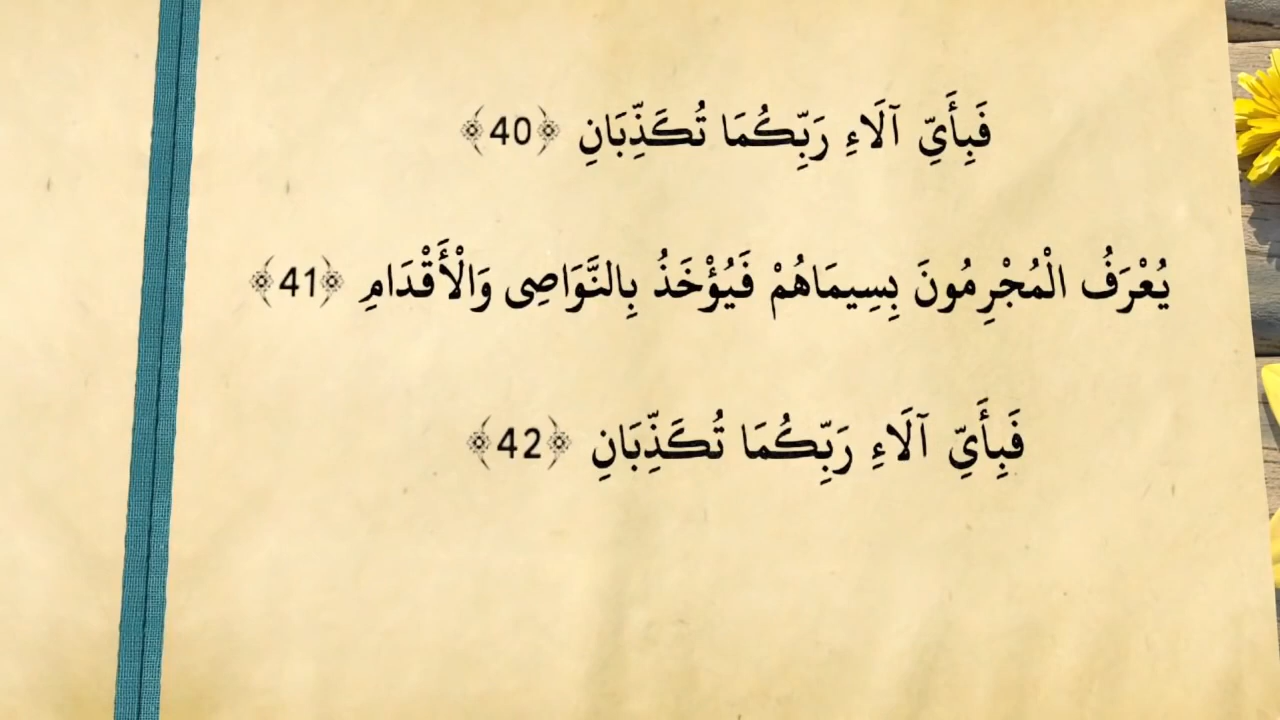 فَبِأَيِّ آلَاءِ رَبِّكُمَا تُكَذِّبَانِ ﴿40﴾
يُعْرَفُ الْمُجْرِمُونَ بِسِيمَاهُمْ فَيُؤْخَذُ بِالنَّوَاصِى وَالْأَقْدَامِ ﴿41﴾
فَبِأَيِّ آلَاءِ رَبِّكُمَا تُكَذِّبَانِ ﴿42﴾